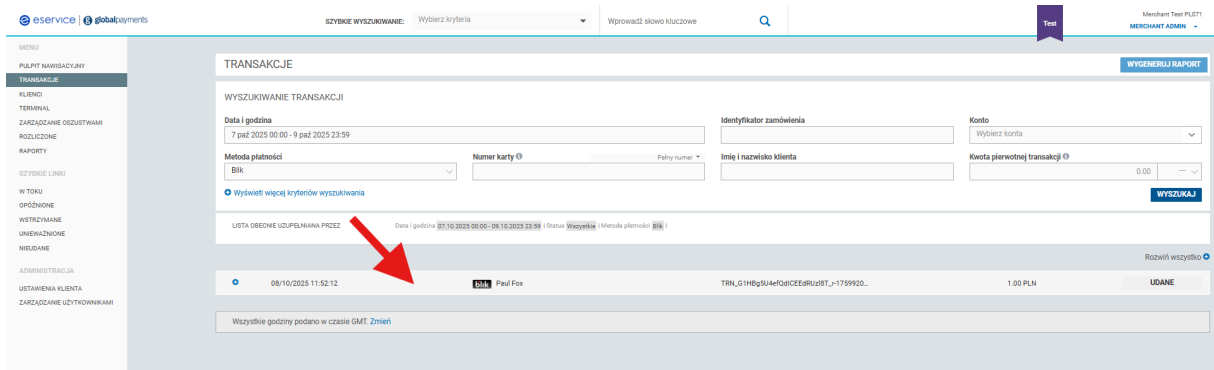 eservice | globalpayments
SZYBKIE WYSZUKIWANIE: Wybierz kryteria Wprowadź słowo kluczowe Test Merchant Test PL071
MERCHANT ADMIN
MENU
PULPIT NAWIGACYJNY
TRANSAKCJE
KLIENCI
TERMINAL
ZARZĄDZANIE OSZUSTWAMI
ROZLICZONE
RAPORTY
SZYBKIE LINKI
W TOKU
OPÓŹNIONE
WSTRZYMANE
UNIEWAŻNIONE
NIEUDANE
ADMINISTRACJA
USTAWIENIA KLIENTA
ZARZĄDZANIE UŻYTKOWNIKAMI
TRANSAKCJE WYGENERUJ RAPORT
WYSZUKIWANIE TRANSAKCJI
Data i godzina Identyfikator zamówienia Konto
7 paź 2025 00:00 - 9 paź 2025 23:59 Wybierz konta
Metoda płatności Numer karty Pełny numer Imię i nazwisko klienta Kwota pierwotnej transakcji
Blik 0.00 —
Wyświetl więcej kryteriów wyszukiwania WYSZUKAJ
LISTA OBECNIE UZUPEŁNIANA PRZEZ Data i godzina 07.10.2025 00:00 - 09.10.2025 23:59 | Status Wszystkie | Metoda płatności Blik |
Rozwiń wszystko
08/10/2025 11:52:12 blik Paul Fox TRN_G1HBg5U4efQdICEEdRUzl8T_r-1759920... 1.00 PLN UDANE
Wszystkie godziny podano w czasie GMT. Zmień